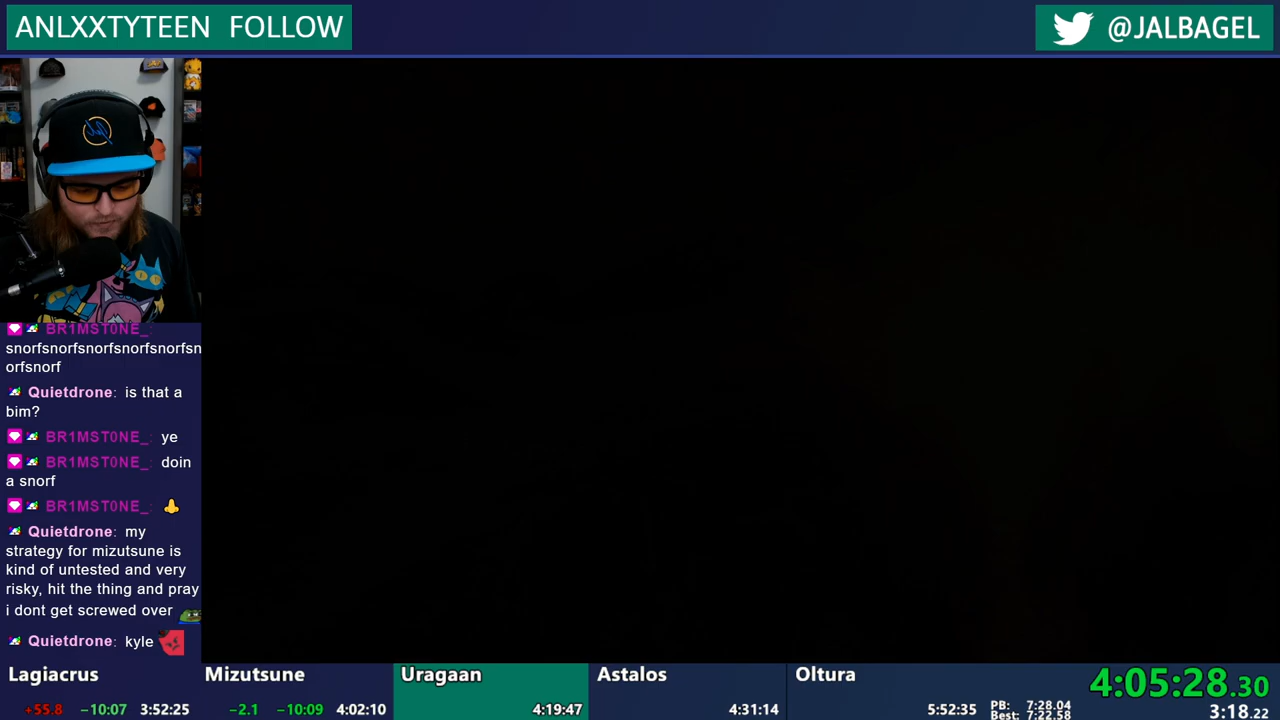 ANLXXTYTEEN FOLLOW
@JALBAGEL
BR1MST0NE_:
snorfsnorfsnorfsnorfsnorfsn
orfsnorf
Quietdrone: is that a
bim?
BR1MST0NE_: ye
BR1MST0NE_: doin
a snorf
BR1MST0NE_:
Quietdrone: my
strategy for mizutsune is
kind of untested and very
risky, hit the thing and pray
i dont get screwed over
Quietdrone: kyle
Lagiacrus
+55.8 −10:07 3:52:25
Mizutsune
−2.1 −10:09 4:02:10
Uragaan
4:19:47
Astalos
4:31:14
Oltura
5:52:35
4:05:28.30
PB: 7:28.04
Best: 7:22.58
3:18.22